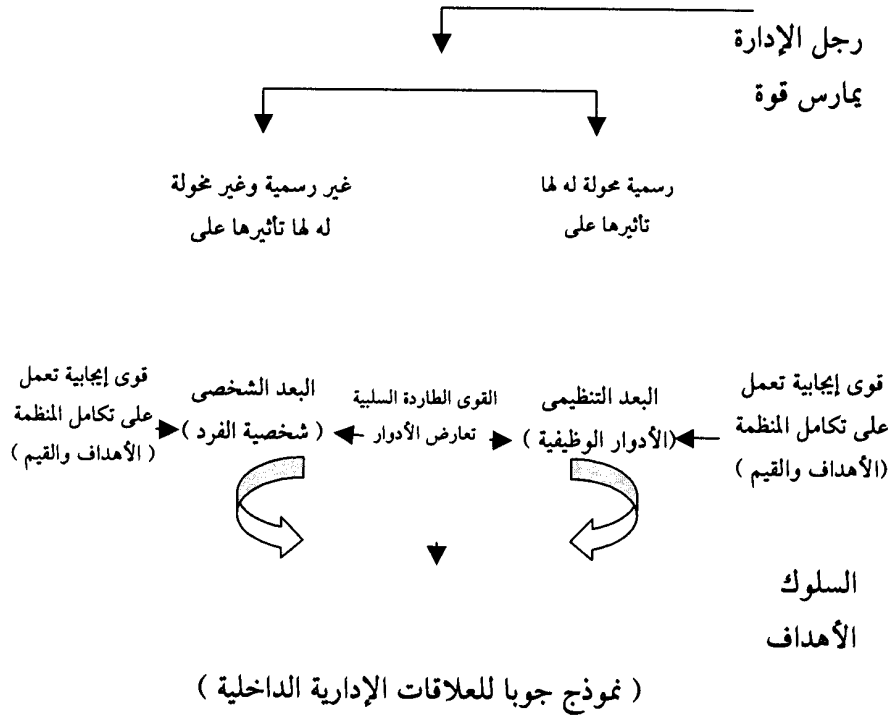 رجل الإدارة
يمارس قوة
رسمية محولة له لها
تأثيرها على
غير رسمية وغير مخولة
له لها تأثيرها على
قوى إيجابية تعمل
على تكامل المنظمة
(الأهداف والقيم )
البعد التنظيمى
(الأدوار الوظيفية )
القوى الطاردة السلبية
تعارض الأدوار
البعد الشخصى
( شخصية الفرد )
قوى إيجابية تعمل
على تكامل المنظمة
( الأهداف والقيم )
السلوك
الأهداف
( نموذج جوبا للعلاقات الإدارية الداخلية )